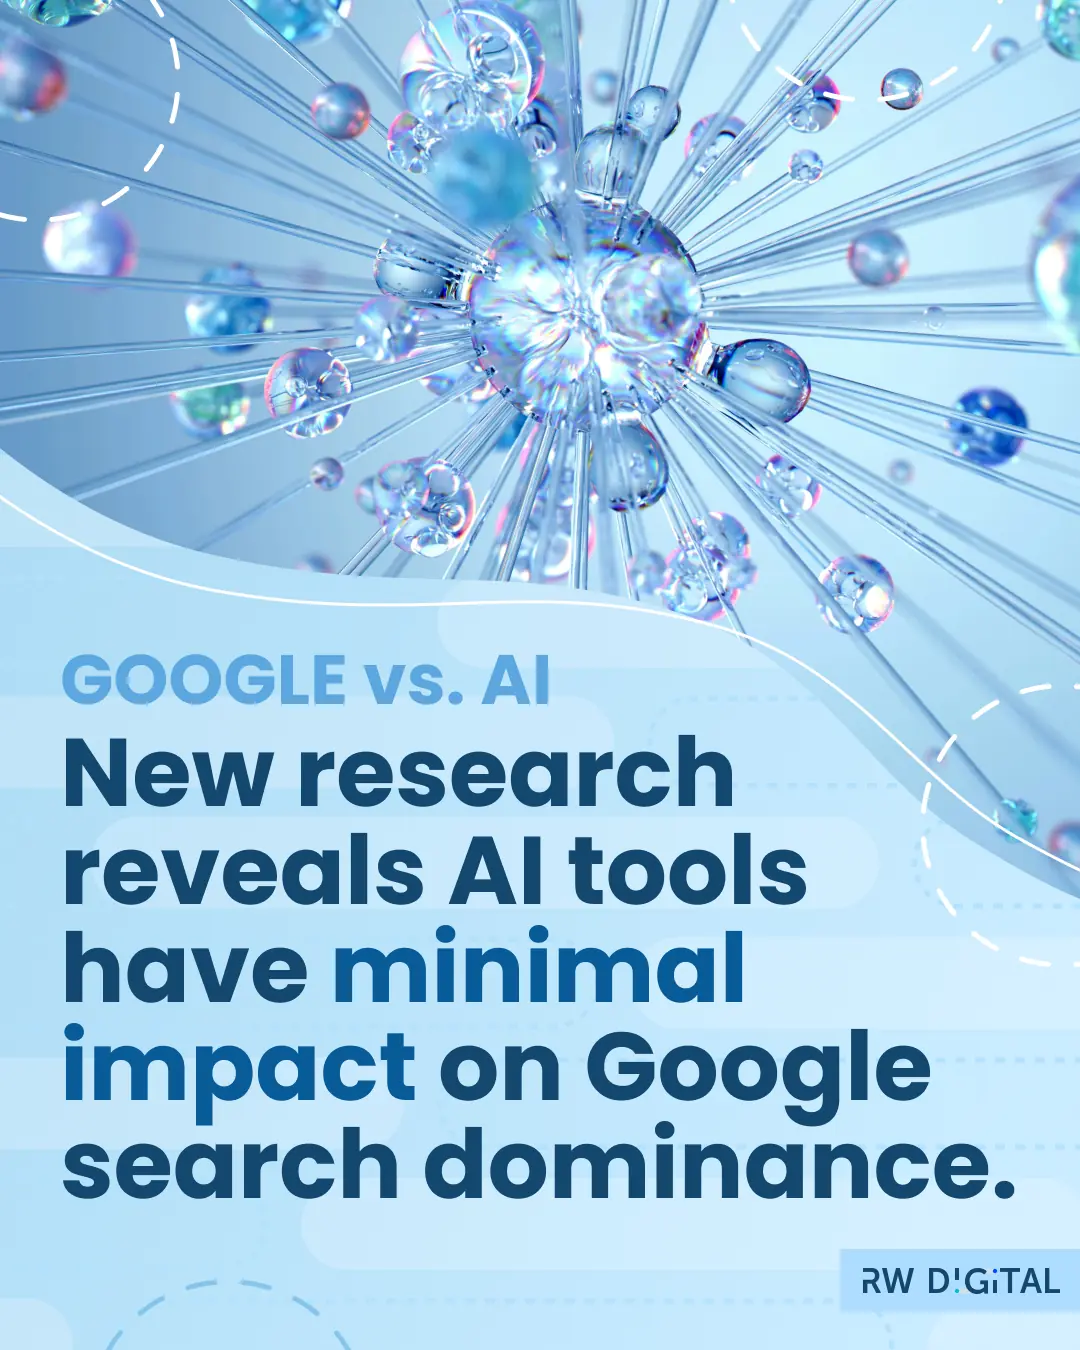 GOOGLE vs. AI
New research
reveals AI tools
have minimal
impact on Google
search dominance.
RW D!GiTAL